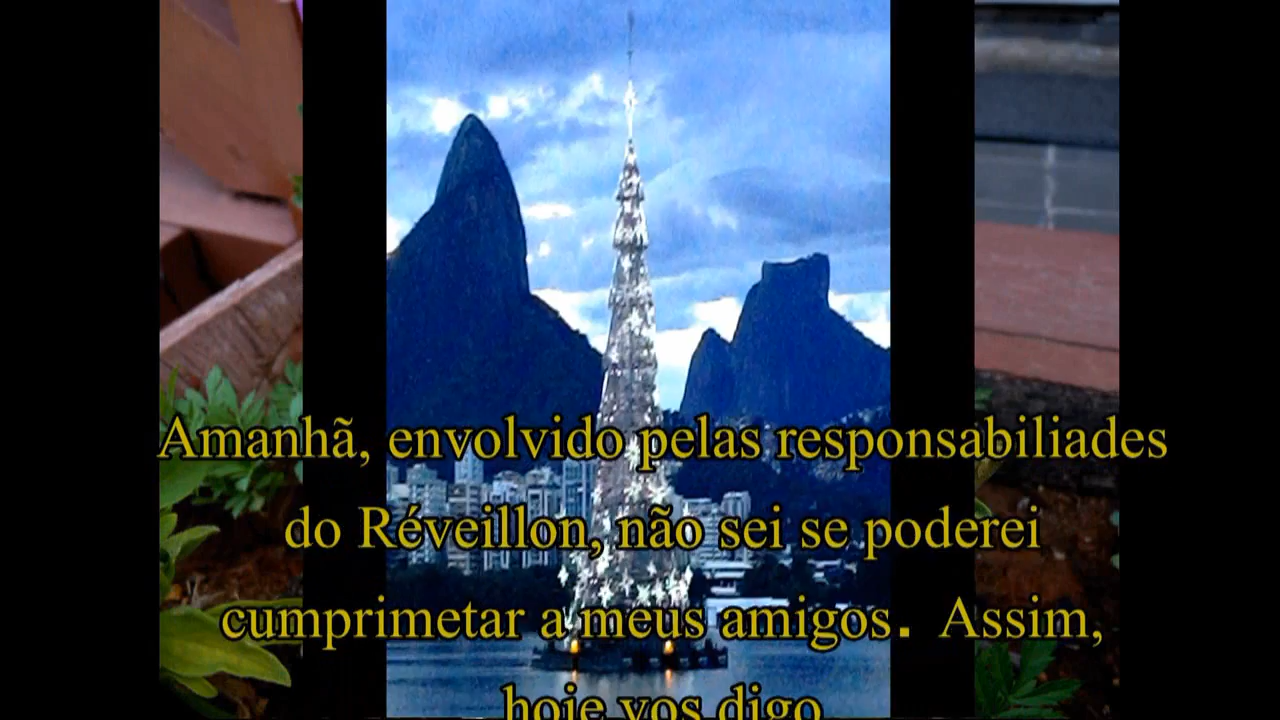 Amanhã, envolvido pelas responsabiliades
do Réveillon, não sei se poderei
cumprimetar a meus amigos. Assim,
hoje vos digo